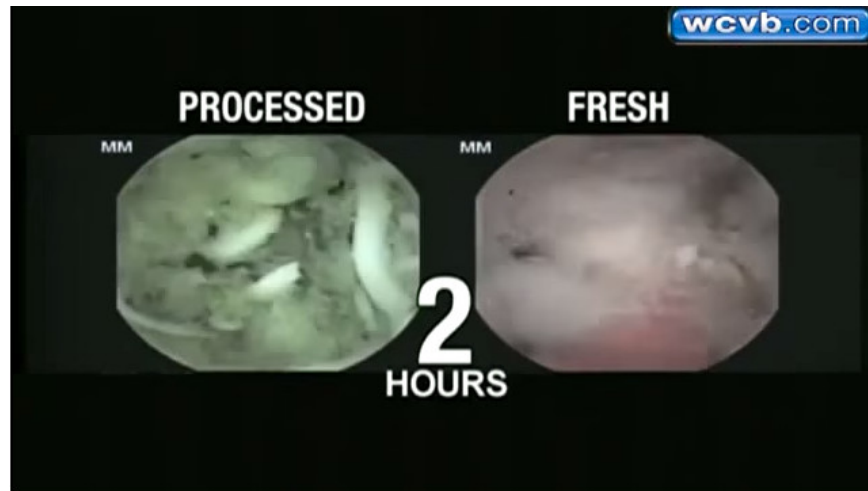 wcvb.com
PROCESSED
FRESH
MM
MM
2
HOURS